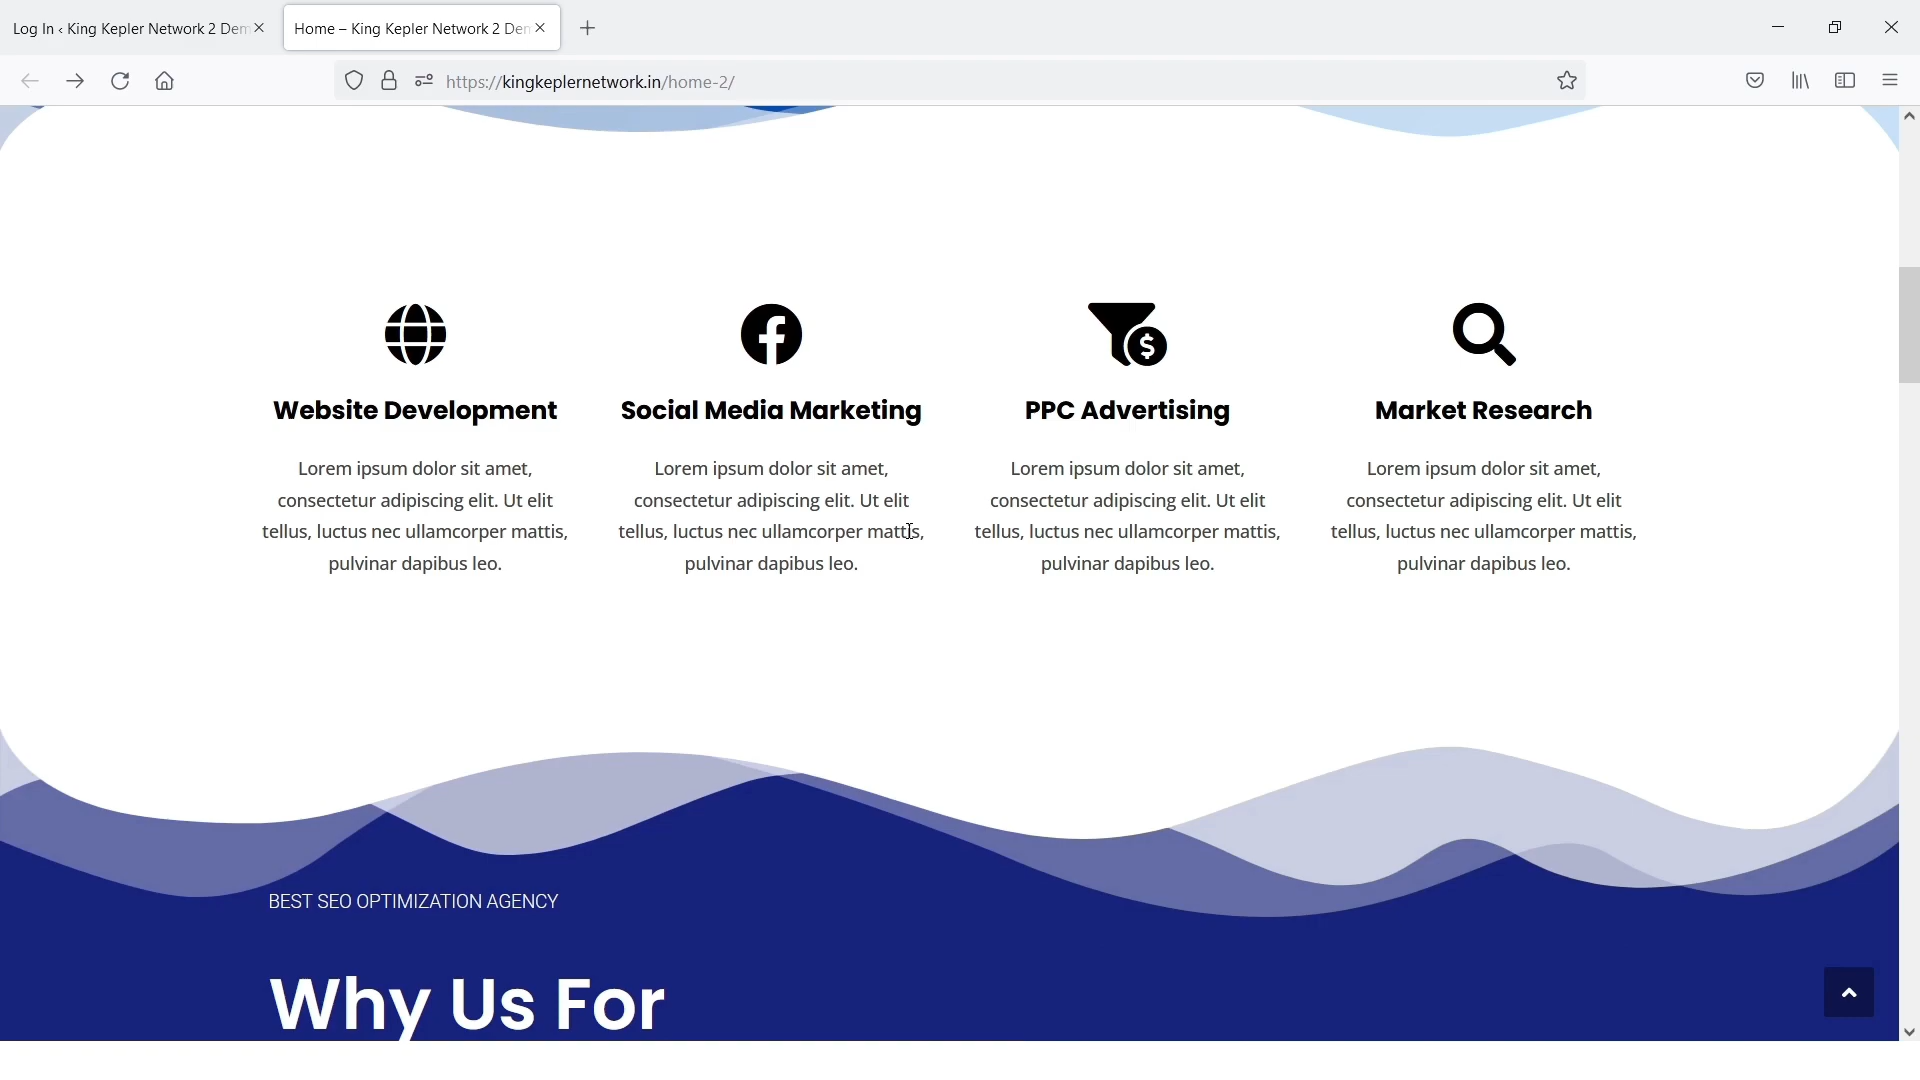 Log In ‹ King Kepler Network 2 Dem
Home – King Kepler Network 2 Den
https://kingkeplernetwork.in/home-2/
Website Development
Lorem ipsum dolor sit amet,
consectetur adipiscing elit. Ut elit
tellus, luctus nec ullamcorper mattis,
pulvinar dapibus leo.
Social Media Marketing
Lorem ipsum dolor sit amet,
consectetur adipiscing elit. Ut elit
tellus, luctus nec ullamcorper mattis,
pulvinar dapibus leo.
PPC Advertising
Lorem ipsum dolor sit amet,
consectetur adipiscing elit. Ut elit
tellus, luctus nec ullamcorper mattis,
pulvinar dapibus leo.
Market Research
Lorem ipsum dolor sit amet,
consectetur adipiscing elit. Ut elit
tellus, luctus nec ullamcorper mattis,
pulvinar dapibus leo.
BEST SEO OPTIMIZATION AGENCY
Why Us For